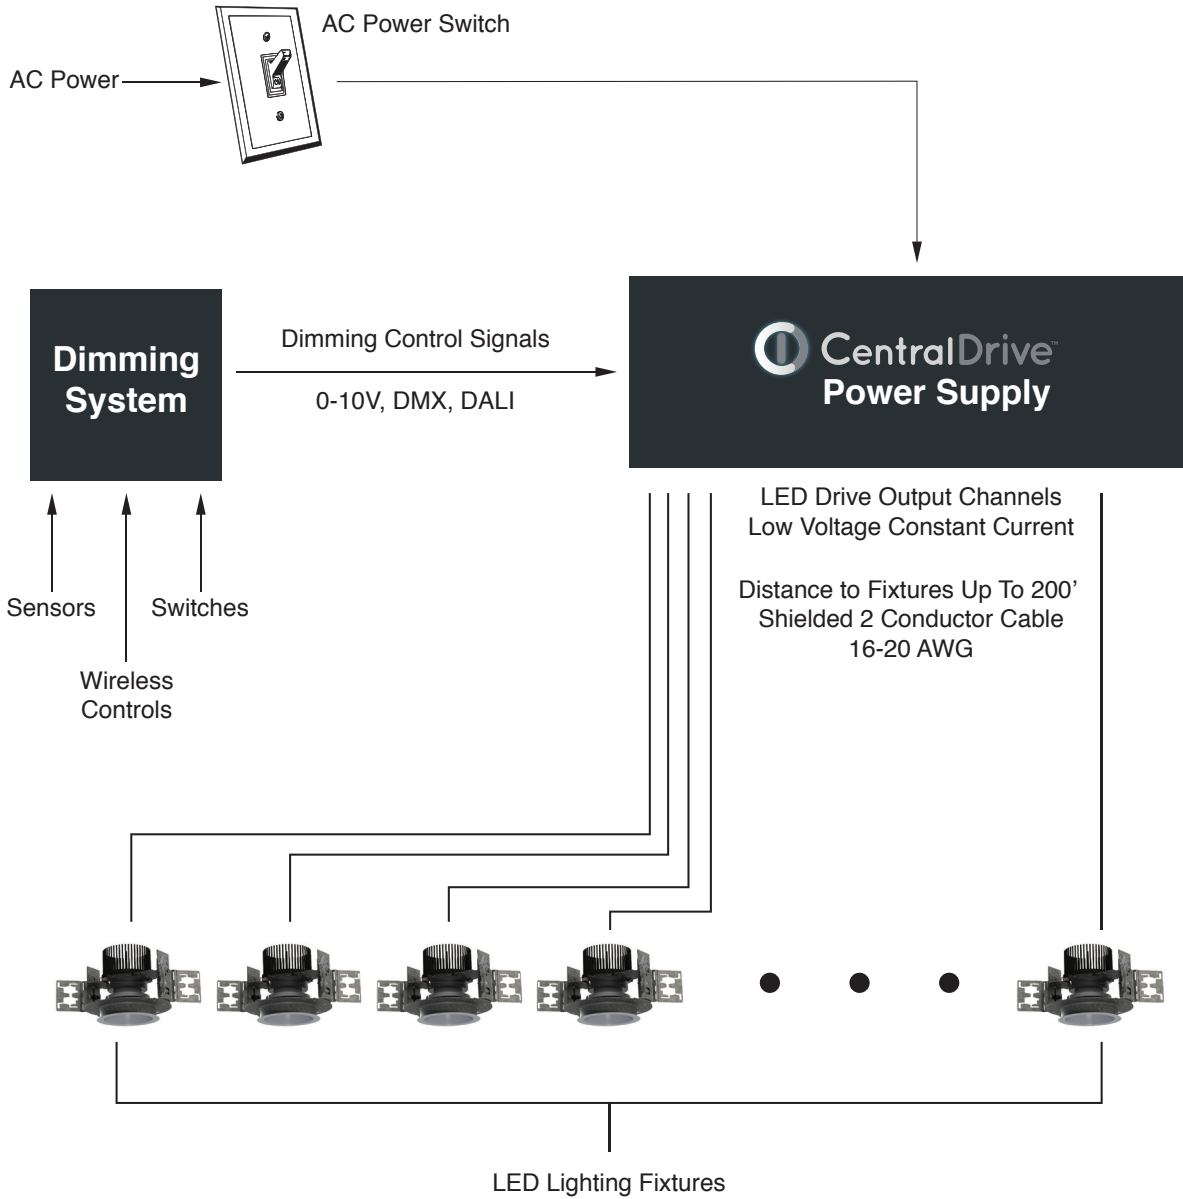 AC Power Switch
AC Power
Dimming
System
Dimming Control Signals
0-10V, DMX, DALI
CentralDrive™
Power Supply
LED Drive Output Channels
Low Voltage Constant Current
Distance to Fixtures Up To 200’
Shielded 2 Conductor Cable
16-20 AWG
Sensors
Switches
Wireless
Controls
LED Lighting Fixtures